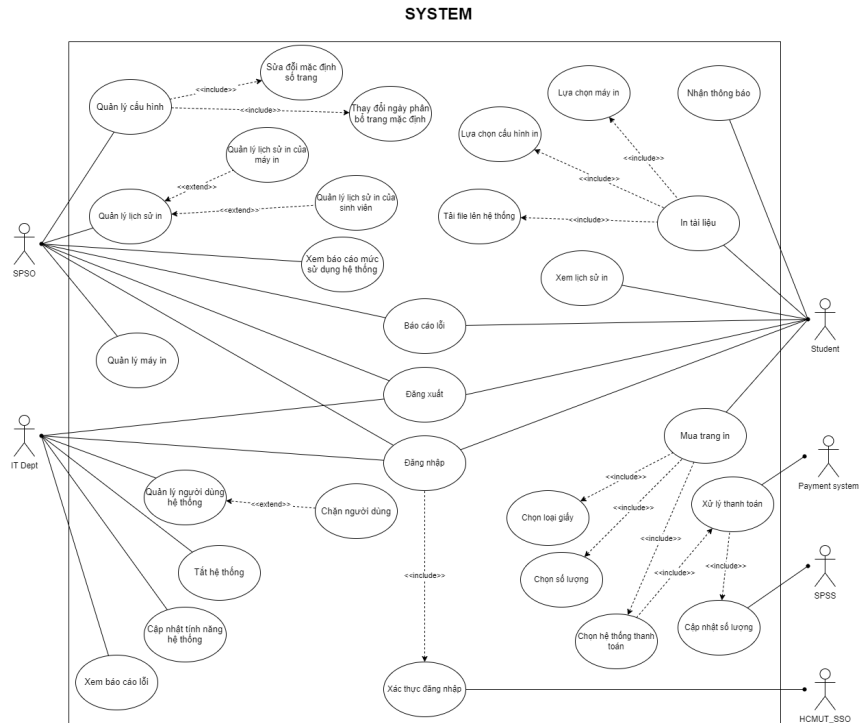 SYSTEM
Sửa đổi mặc định
số trang
Quản lý cấu hình
<<include>>
<<include>>
Thay đổi ngày phân
bổ trang mặc định
Lựa chọn máy in
Nhận thông báo
Lựa chọn cấu hình in
<<include>>
<<include>>
<<include>>
Tải file lên hệ thống
In tài liệu
Quản lý lịch sử in của
máy in
<<extend>>
Quản lý lịch sử in của
sinh viên
<<extend>>
Quản lý lịch sử in
SPSO
Xem báo cáo mức
sử dụng hệ thống
Xem lịch sử in
Báo cáo lỗi
Student
Quản lý máy in
Đăng xuất
IT Dept
Đăng nhập
Mua trang in
Payment system
Quản lý người dùng
hệ thống
<<extend>>
Chặn người dùng
<<include>>
<<include>>
<<include>>
Xử lý thanh toán
Chọn loại giấy
Tắt hệ thống
<<include>>
Chọn số lượng
<<include>>
<<include>>
SPSS
Cập nhật tính năng
hệ thống
Chọn hệ thống thanh
toán
Cập nhật số lượng
Xem báo cáo lỗi
Xác thực đăng nhập
HCMUT_SSO